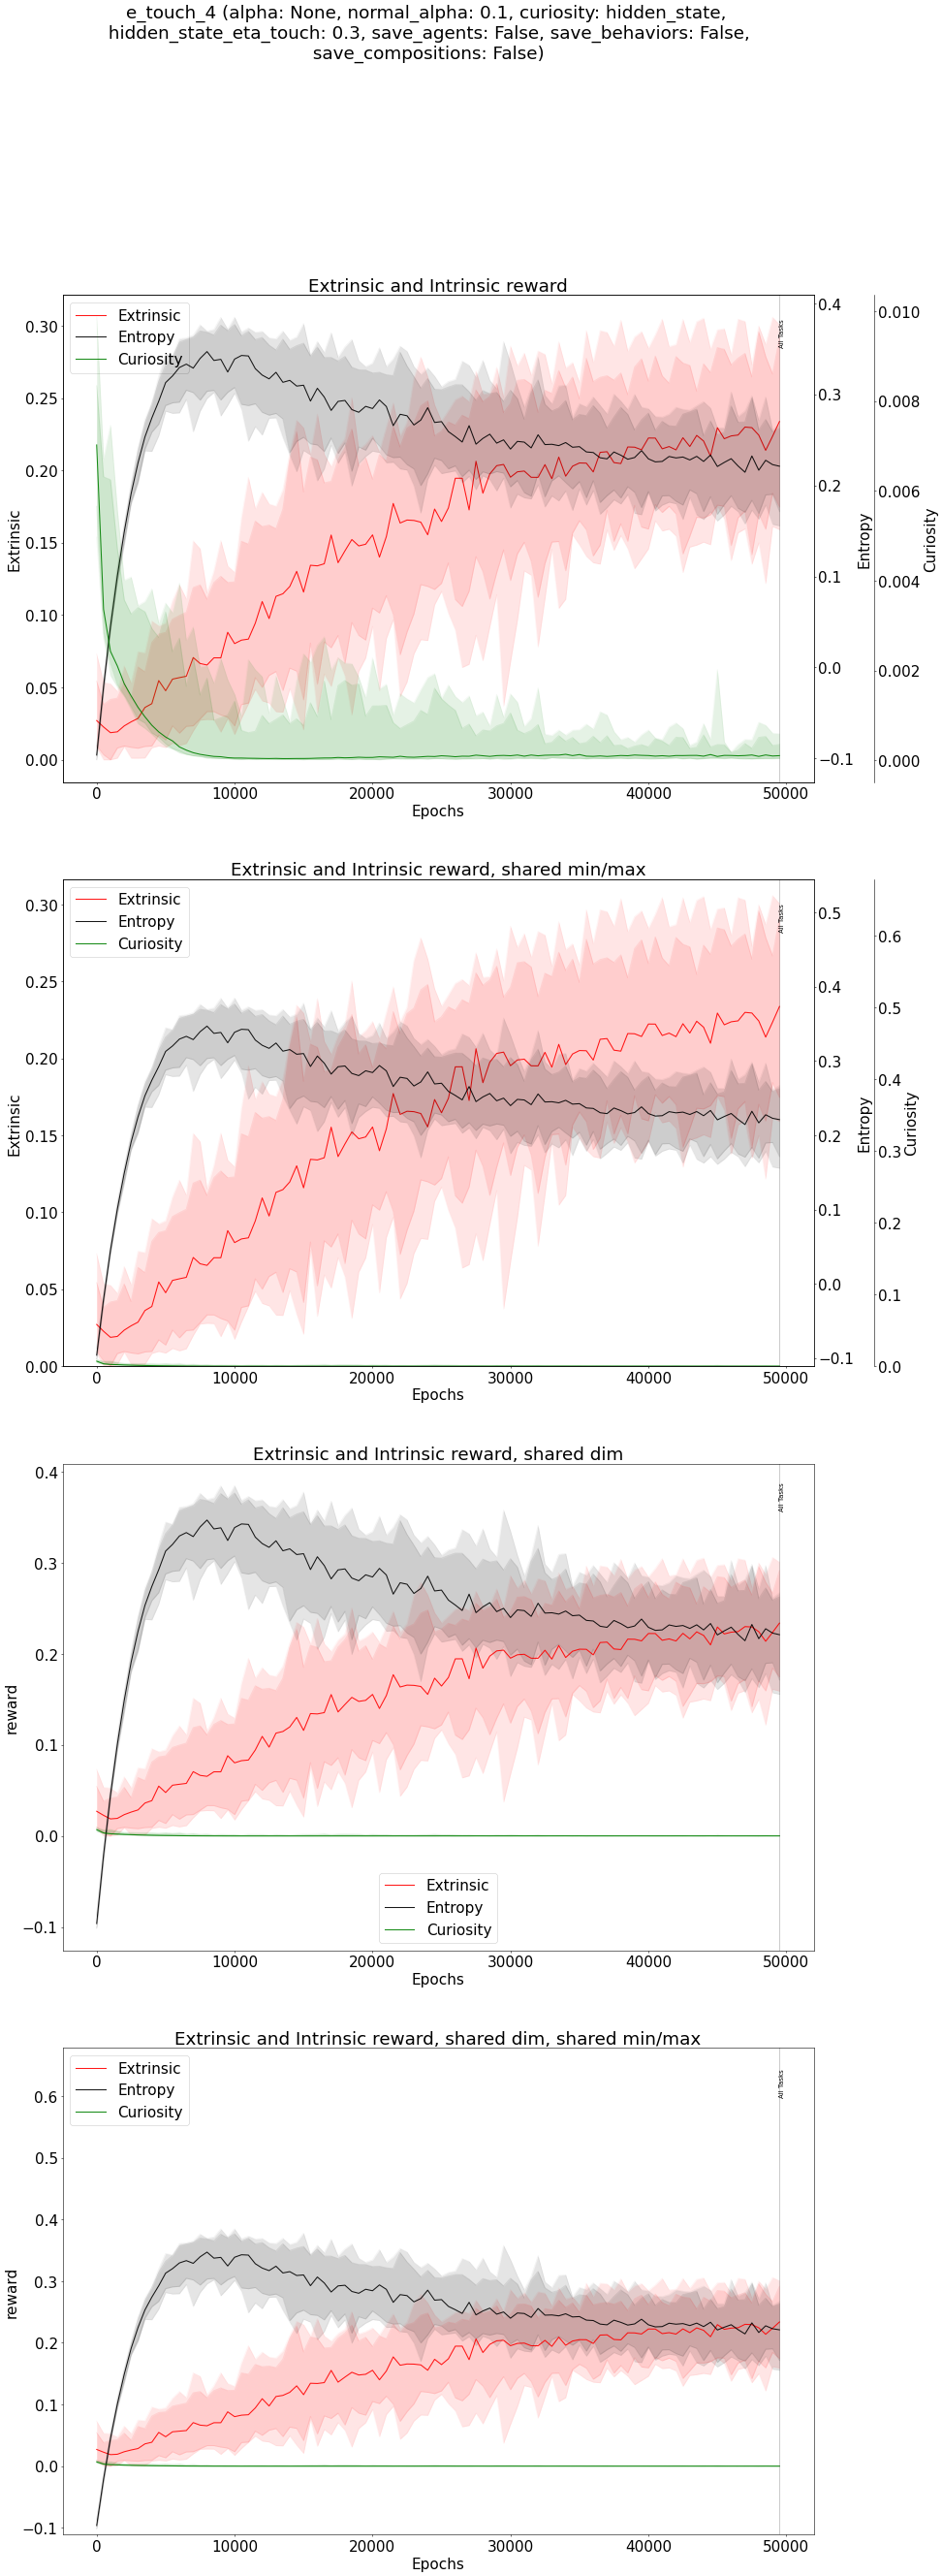 e_touch_4 (alpha: None, normal_alpha: 0.1, curiosity: hidden_state,
hidden_state_eta_touch: 0.3, save_agents: False, save_behaviors: False,
save_compositions: False)
Extrinsic and Intrinsic reward
Extrinsic
Entropy
Curiosity
0.30
0.25
0.20
0.15
0.10
0.05
0.00
Extrinsic
0.4
0.3
0.2
0.1
0.0
−0.1
Entropy
0.010
0.008
0.006
0.004
0.002
0.000
Curiosity
All Tasks
0
10000
20000
30000
40000
50000
Epochs
Extrinsic and Intrinsic reward, shared min/max
Extrinsic
Entropy
Curiosity
0.30
0.25
0.20
0.15
0.10
0.05
0.00
Extrinsic
0.5
0.4
0.3
0.2
0.1
0.0
−0.1
Entropy
0.6
0.5
0.4
0.3
0.2
0.1
0.0
Curiosity
All Tasks
0
10000
20000
30000
40000
50000
Epochs
Extrinsic and Intrinsic reward, shared dim
0.4
0.3
0.2
0.1
0.0
−0.1
reward
All Tasks
Extrinsic
Entropy
Curiosity
0
10000
20000
30000
40000
50000
Epochs
Extrinsic and Intrinsic reward, shared dim, shared min/max
Extrinsic
Entropy
Curiosity
0.6
0.5
0.4
0.3
0.2
0.1
0.0
−0.1
reward
All Tasks
0
10000
20000
30000
40000
50000
Epochs